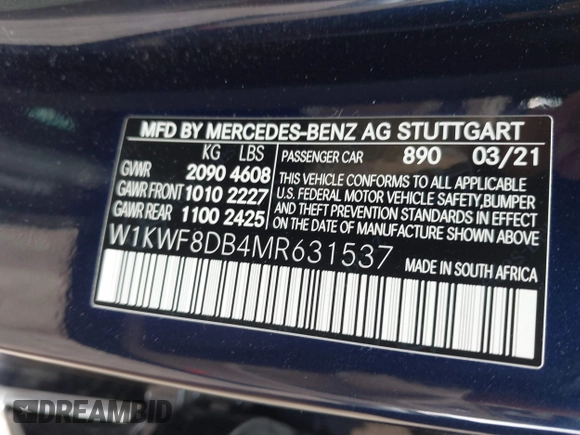 MFD BY MERCEDES-BENZ AG STUTTGART
KG LBS
GVWR 2090 4608
GAWR FRONT 1010 2227
GAWR REAR 1100 2425
PASSENGER CAR 890 03/21
THIS VEHICLE CONFORMS TO ALL APPLICABLE
U.S. FEDERAL MOTOR VEHICLE SAFETY, BUMPER
AND THEFT PREVENTION STANDARDS IN EFFECT
ON THE DATE OF MANUFACTURE SHOWN ABOVE
W1KWF8DB4MR631537
MADE IN SOUTH AFRICA
DREAMBID